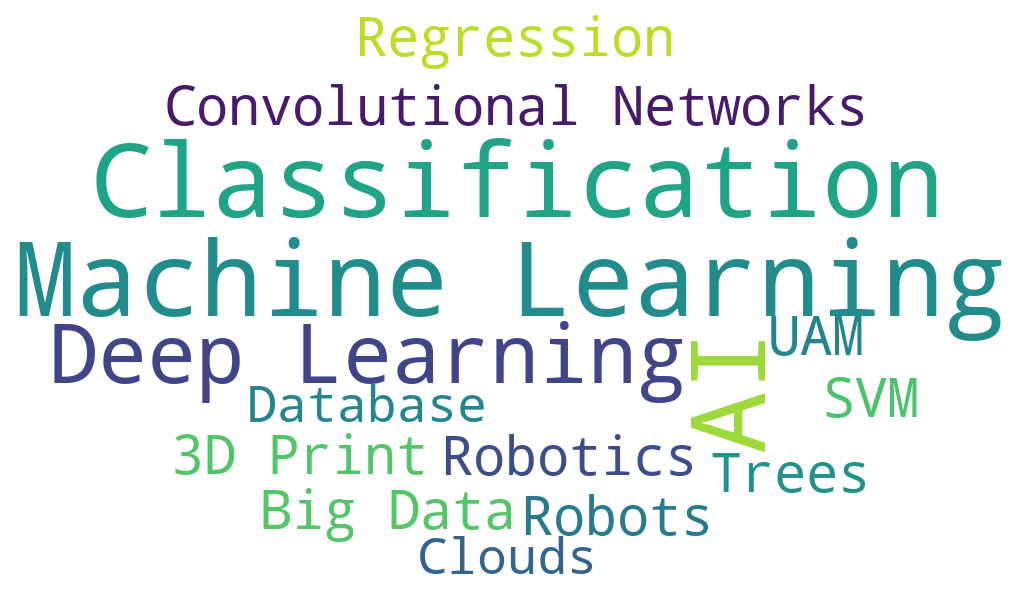 Regression
Convolutional Networks
Classification
Machine Learning
Deep Learning
AI
UAM
Database
SVM
3D Print
Robotics
Trees
Big Data
Robots
Clouds